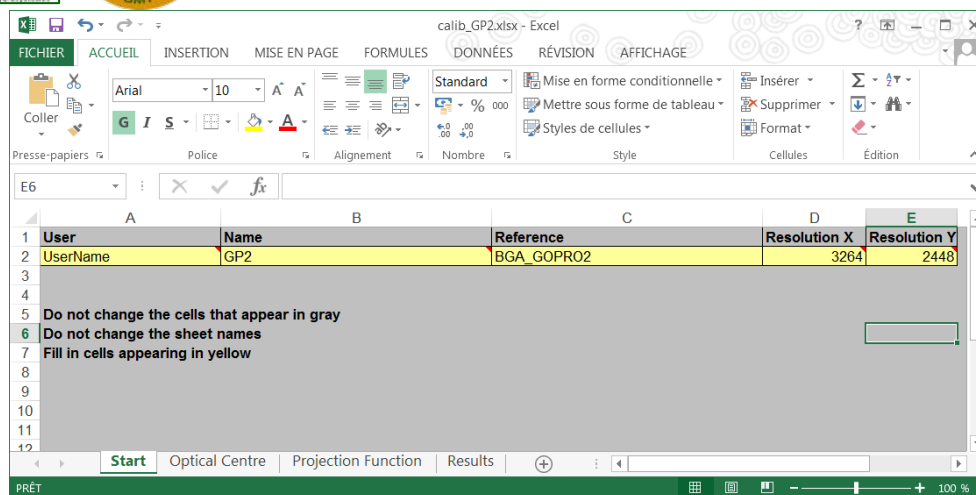 calib_GP2.xlsx - Excel
FICHIER ACCUEIL INSERTION MISE EN PAGE FORMULES DONNÉES RÉVISION AFFICHAGE
Coller
Arial 10
G I S
Standard
% 000
Mise en forme conditionnelle
Mettre sous forme de tableau
Styles de cellules
Insérer
Supprimer
Format
Presse-papiers Police Alignement Nombre Style Cellules Édition
E6 fx
A B C D E
1 User Name Reference Resolution X Resolution Y
2 UserName GP2 BGA_GOPRO2 3264 2448
3
4
5 Do not change the cells that appear in gray
6 Do not change the sheet names
7 Fill in cells appearing in yellow
8
9
10
11
12
Start Optical Centre Projection Function Results
PRÊT 100 %